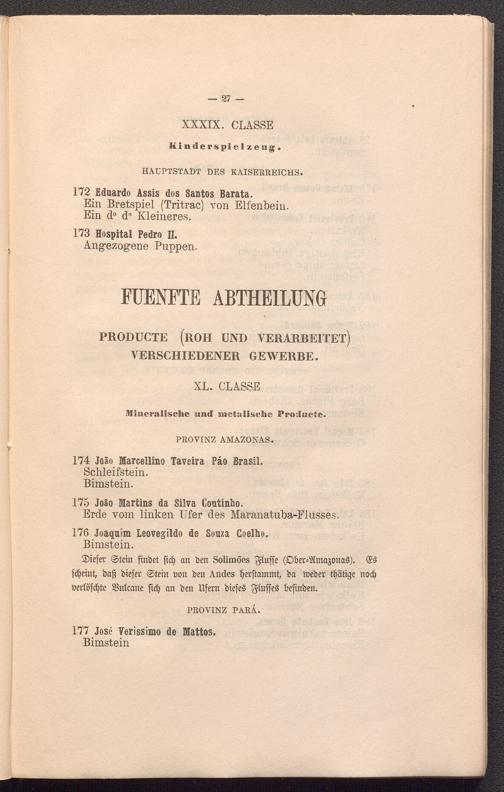 — 27 —
XXXIX. CLASSE
Kinderspielzeug.
HAUPTSTADT DES KAISERREICHS.
172 Eduardo Assis dos Santos Barata.
Ein Bretspiel (Tritrac) von Elfenbein.
Ein dº dº Kleineres.
173 Hospital Pedro II.
Angezogene Puppen.
FUENFTE ABTHEILUNG
PRODUCTE (ROH UND VERARBEITET)
VERSCHIEDENER GEWERBE.
XL. CLASSE
Mineralische und metalische Producte.
PROVINZ AMAZONAS.
174 João Marcellino Taveira Páo Brasil.
Schleifstein.
Bimstein.
175 João Martins da Silva Coutinho.
Erde vom linken Ufer des Maranatuba-Flusses.
176 Joaquim Leovegildo de Souza Coelho.
Bimstein.
Dieser Stein findet sich an den Solimões Flusse (Ober-Amazonas). Es
scheint, daß dieser Stein von den Andes herstammt, da weder thätige noch
verlöschte Vulcane sich an den Ufern dieses Flusses befinden.
PROVINZ PARÁ.
177 José Verissimo de Mattos.
Bimstein